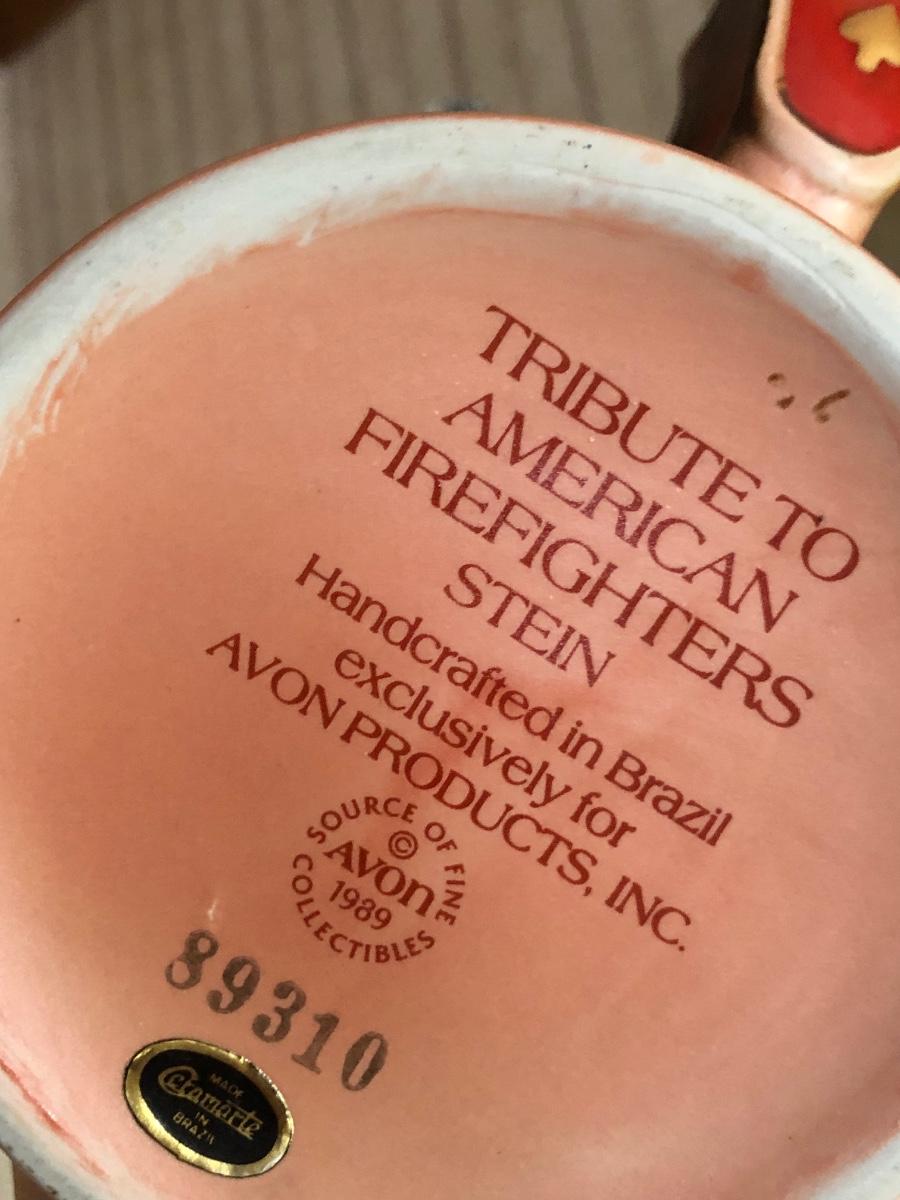 TRIBUTE TO
AMERICAN
FIREFIGHTERS
STEIN
Handcrafted in Brazil
exclusively for
AVON PRODUCTS, INC.
SOURCE OF FINE
©
AVON
1989
COLLECTIBLES
89310
MADE
Ceramarte
IN
BRAZIL